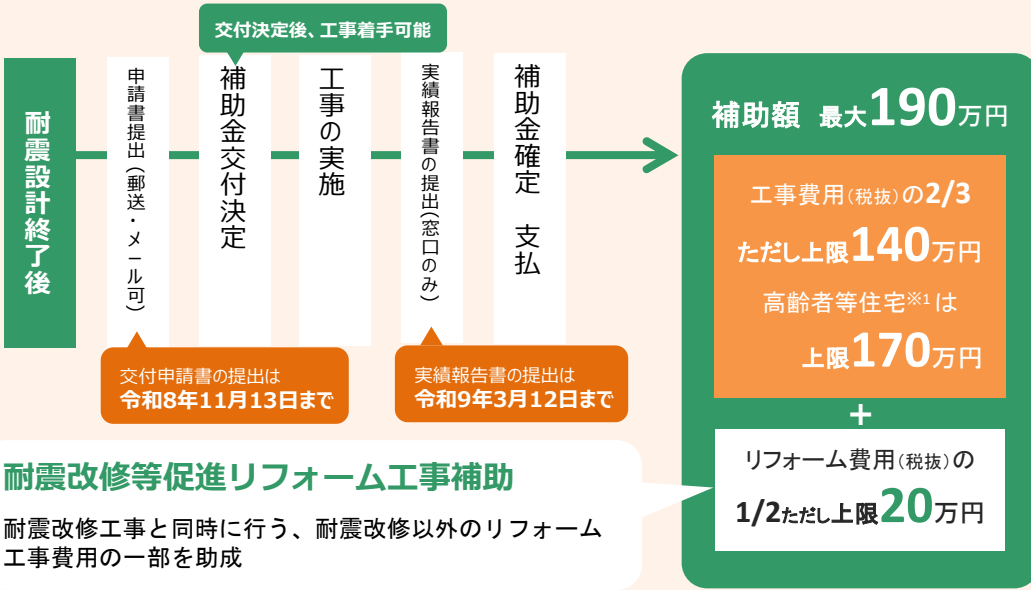 交付決定後、工事着手可能
耐震設計終了後
申請書提出(郵送・メール可)
補助金交付決定
工事の実施
実績報告書の提出(窓口のみ)
補助金確定 支払
交付申請書の提出は
令和8年11月13日まで
実績報告書の提出は
令和9年3月12日まで
補助額 最大190万円
工事費用(税抜)の2/3
ただし上限140万円
高齢者等住宅※1は
上限170万円
+
リフォーム費用(税抜)の
1/2ただし上限20万円
耐震改修等促進リフォーム工事補助
耐震改修工事と同時に行う、耐震改修以外のリフォーム
工事費用の一部を助成